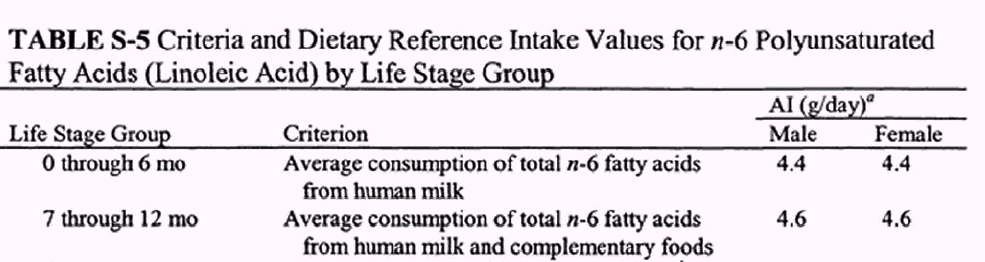 TABLE S-5 Criteria and Dietary Reference Intake Values for n-6 Polyunsaturated
Fatty Acids (Linoleic Acid) by Life Stage Group
AI (g/day)a
Life Stage Group Criterion Male Female
0 through 6 mo Average consumption of total n-6 fatty acids 4.4 4.4
from human milk
7 through 12 mo Average consumption of total n-6 fatty acids 4.6 4.6
from human milk and complementary foods